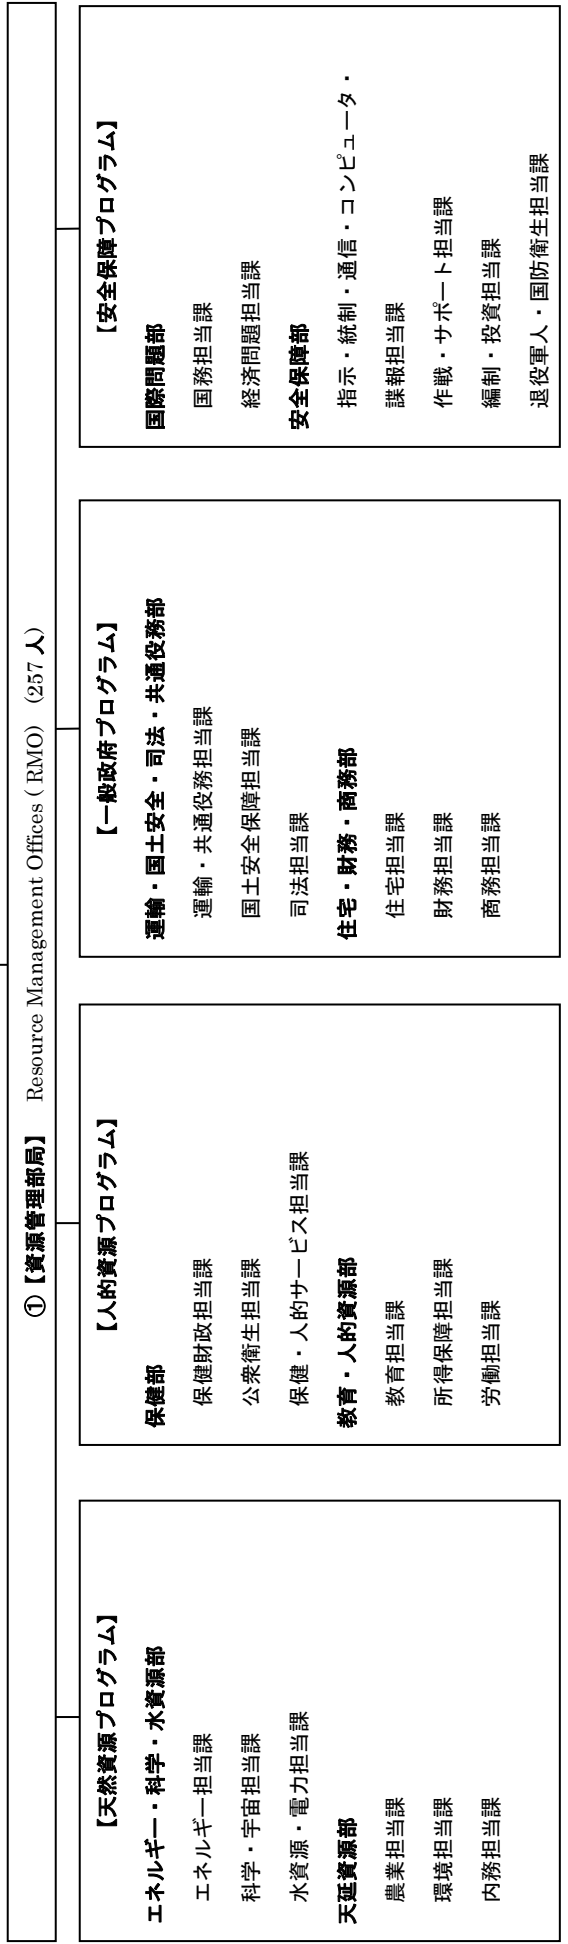 ①【資源管理部局】 Resource Management Offices（RMO）（257人）
【天然資源プログラム】
エネルギー・科学・水資源部
エネルギー担当課
科学・宇宙担当課
水資源・電力担当課
天延資源部
農業担当課
環境担当課
内務担当課
【人的資源プログラム】
保健部
保健財政担当課
公衆衛生担当課
保健・人的サービス担当課
教育・人的資源部
教育担当課
所得保障担当課
労働担当課
【一般政府プログラム】
運輸・国土安全・司法・共通役務部
運輸・共通役務担当課
国土安全保障担当課
司法担当課
住宅・財務・商務部
住宅担当課
財務担当課
商務担当課
【安全保障プログラム】
国際問題部
国務担当課
経済問題担当課
安全保障部
指示・統制・通信・コンピュータ・
諜報担当課
作戦・サポート担当課
編制・投資担当課
退役軍人・国防衛生担当課